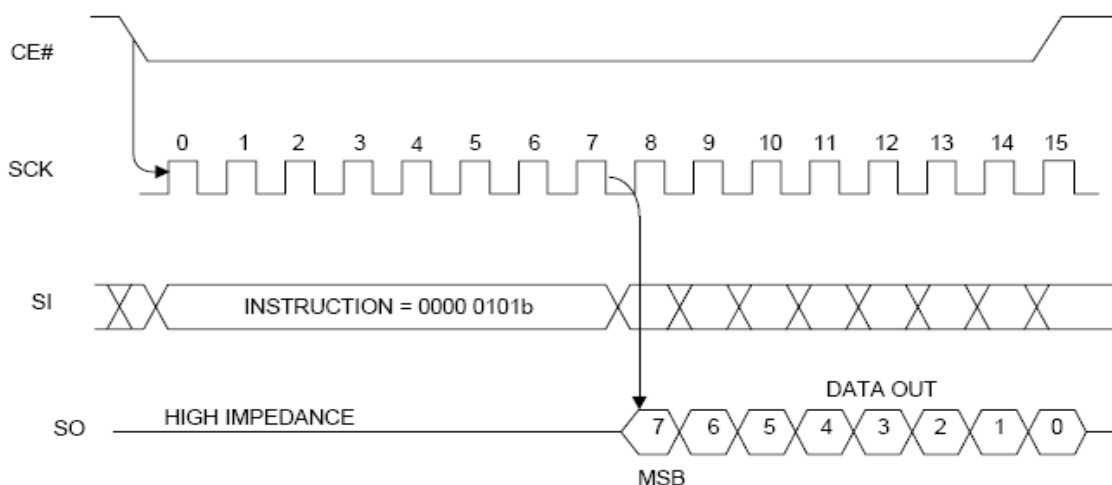 CE#
0 1 2 3 4 5 6 7 8 9 10 11 12 13 14 15
SCK
SI
INSTRUCTION = 0000 0101b
DATA OUT
HIGH IMPEDANCE
SO
7 6 5 4 3 2 1 0
MSB